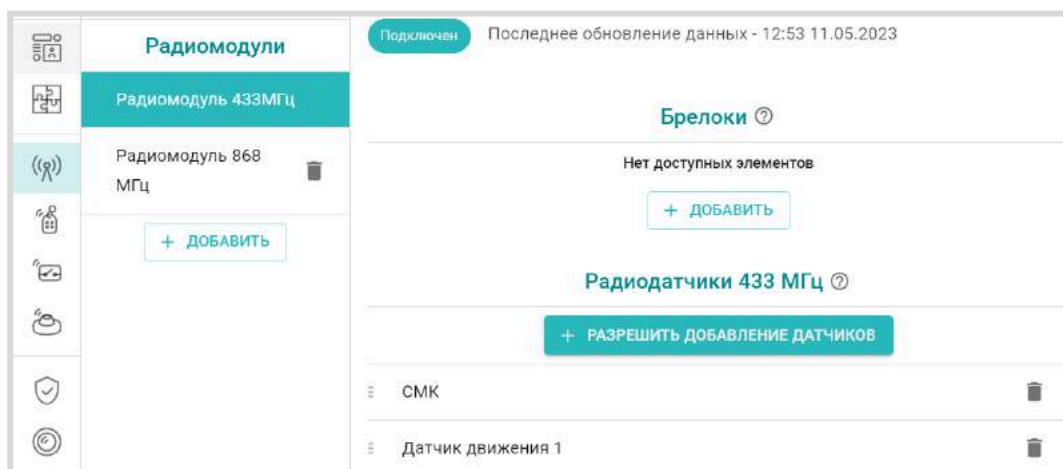 Радиомодули
Радиомодуль 433МГц
Радиомодуль 868
МГц
+ ДОБАВИТЬ
Подключен
Последнее обновление данных - 12:53 11.05.2023
Брелоки
Нет доступных элементов
+ ДОБАВИТЬ
Радиодатчики 433 МГц
+ РАЗРЕШИТЬ ДОБАВЛЕНИЕ ДАТЧИКОВ
СМК
Датчик движения 1